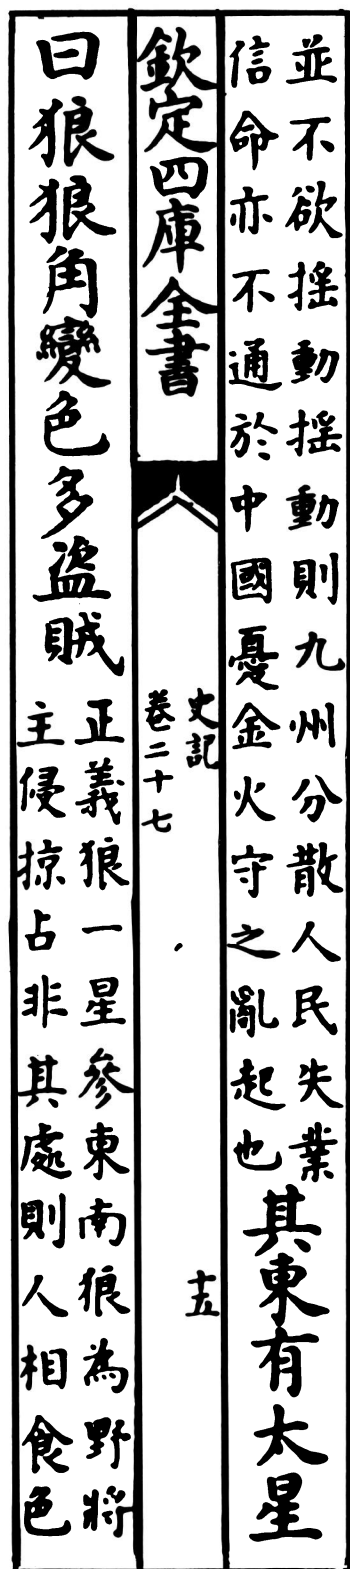 並不欲揺動揺動則九州分散人民失業
信命亦不通於中國憂金火守之亂起也
其東有太星
欽定四庫全書
史記
卷二十七
十五
曰狼狼角變色多盜賊
正義狼一星參東南狼為野將
主侵掠占非其處則人相食色